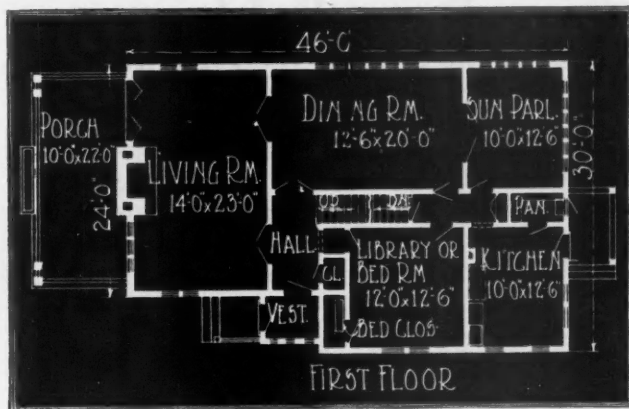 46'-0"
PORCH
10'-0"x22'-0"
LIVING RM.
14'-0"x23'-0"
24'-0"
DINING RM.
12'-6"x20'-0"
SUN PARL.
10'-0"x12'-6"
30'-0"
UP
DN.
PAN.
HALL
CL.
LIBRARY OR
BED RM
12'-0"x12'-6"
KITCHEN
10'-0"x12'-6"
VEST.
BED CLOS.
FIRST FLOOR